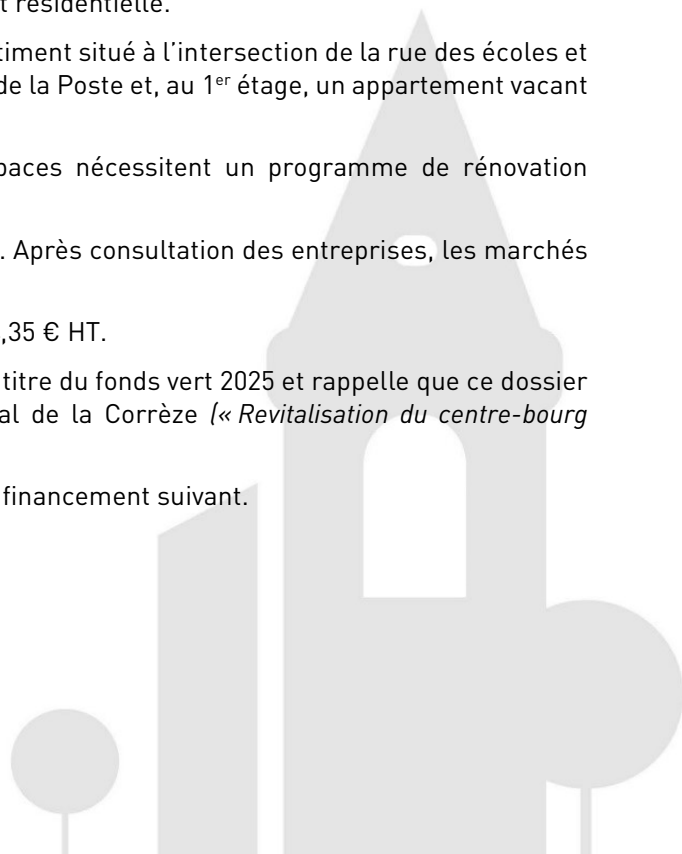 t résidentielle.
timent situé à l’intersection de la rue des écoles et
de la Poste et, au 1er étage, un appartement vacant
paces nécessitent un programme de rénovation
. Après consultation des entreprises, les marchés
,35 € HT.
titre du fonds vert 2025 et rappelle que ce dossier
al de la Corrèze (« Revitalisation du centre-bourg
financement suivant.